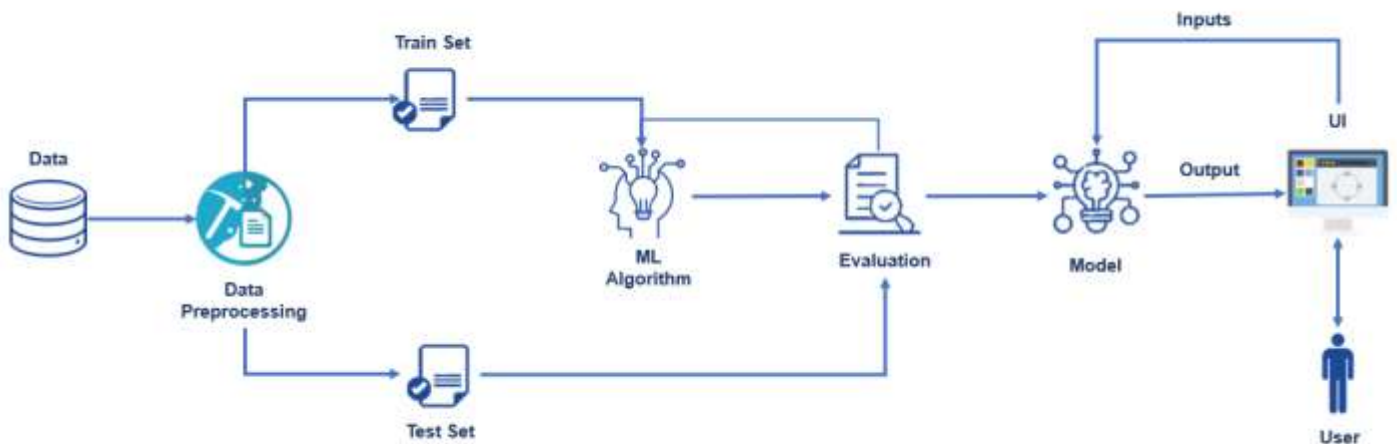 Inputs
Train Set
UI
Data
Output
ML
Algorithm
Evaluation
Model
Data
Preprocessing
Test Set
User